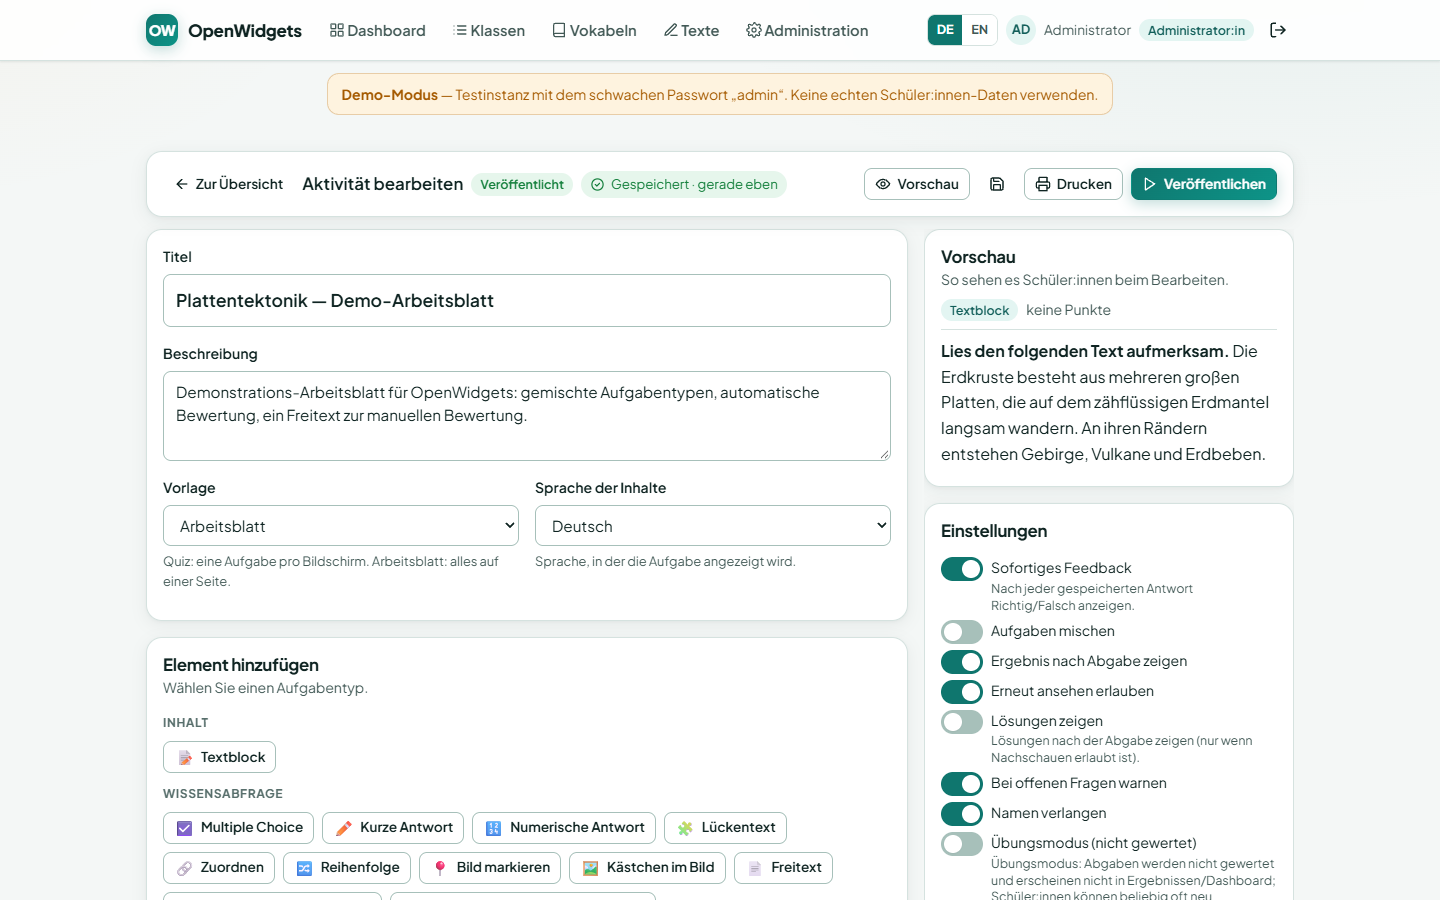 OW OpenWidgets Dashboard Klassen Vokabeln Texte Administration DE EN AD Administrator Administrator:in
Demo-Modus — Testinstanz mit dem schwachen Passwort „admin“. Keine echten Schüler:innen-Daten verwenden.
Zur Übersicht Aktivität bearbeiten Veröffentlicht Gespeichert · gerade eben Vorschau Drucken Veröffentlichen
Titel
Plattentektonik — Demo-Arbeitsblatt
Beschreibung
Demonstrations-Arbeitsblatt für OpenWidgets: gemischte Aufgabentypen, automatische
Bewertung, ein Freitext zur manuellen Bewertung.
Vorlage
Arbeitsblatt
Quiz: eine Aufgabe pro Bildschirm. Arbeitsblatt: alles auf
einer Seite.
Sprache der Inhalte
Deutsch
Sprache, in der die Aufgabe angezeigt wird.
Element hinzufügen
Wählen Sie einen Aufgabentyp.
INHALT
Textblock
WISSENSABFRAGE
Multiple Choice Kurze Antwort Numerische Antwort Lückentext
Zuordnen Reihenfolge Bild markieren Kästchen im Bild Freitext
Vorschau
So sehen es Schüler:innen beim Bearbeiten.
Textblock keine Punkte
Lies den folgenden Text aufmerksam. Die
Erdkruste besteht aus mehreren großen
Platten, die auf dem zähflüssigen Erdmantel
langsam wandern. An ihren Rändern
entstehen Gebirge, Vulkane und Erdbeben.
Einstellungen
Sofortiges Feedback
Nach jeder gespeicherten Antwort
Richtig/Falsch anzeigen.
Aufgaben mischen
Ergebnis nach Abgabe zeigen
Erneut ansehen erlauben
Lösungen zeigen
Lösungen nach der Abgabe zeigen (nur wenn
Nachschauen erlaubt ist).
Bei offenen Fragen warnen
Namen verlangen
Übungsmodus (nicht gewertet)
Übungsmodus: Abgaben werden nicht gewertet
und erscheinen nicht in Ergebnissen/Dashboard;
Schüler:innen können beliebig oft neu